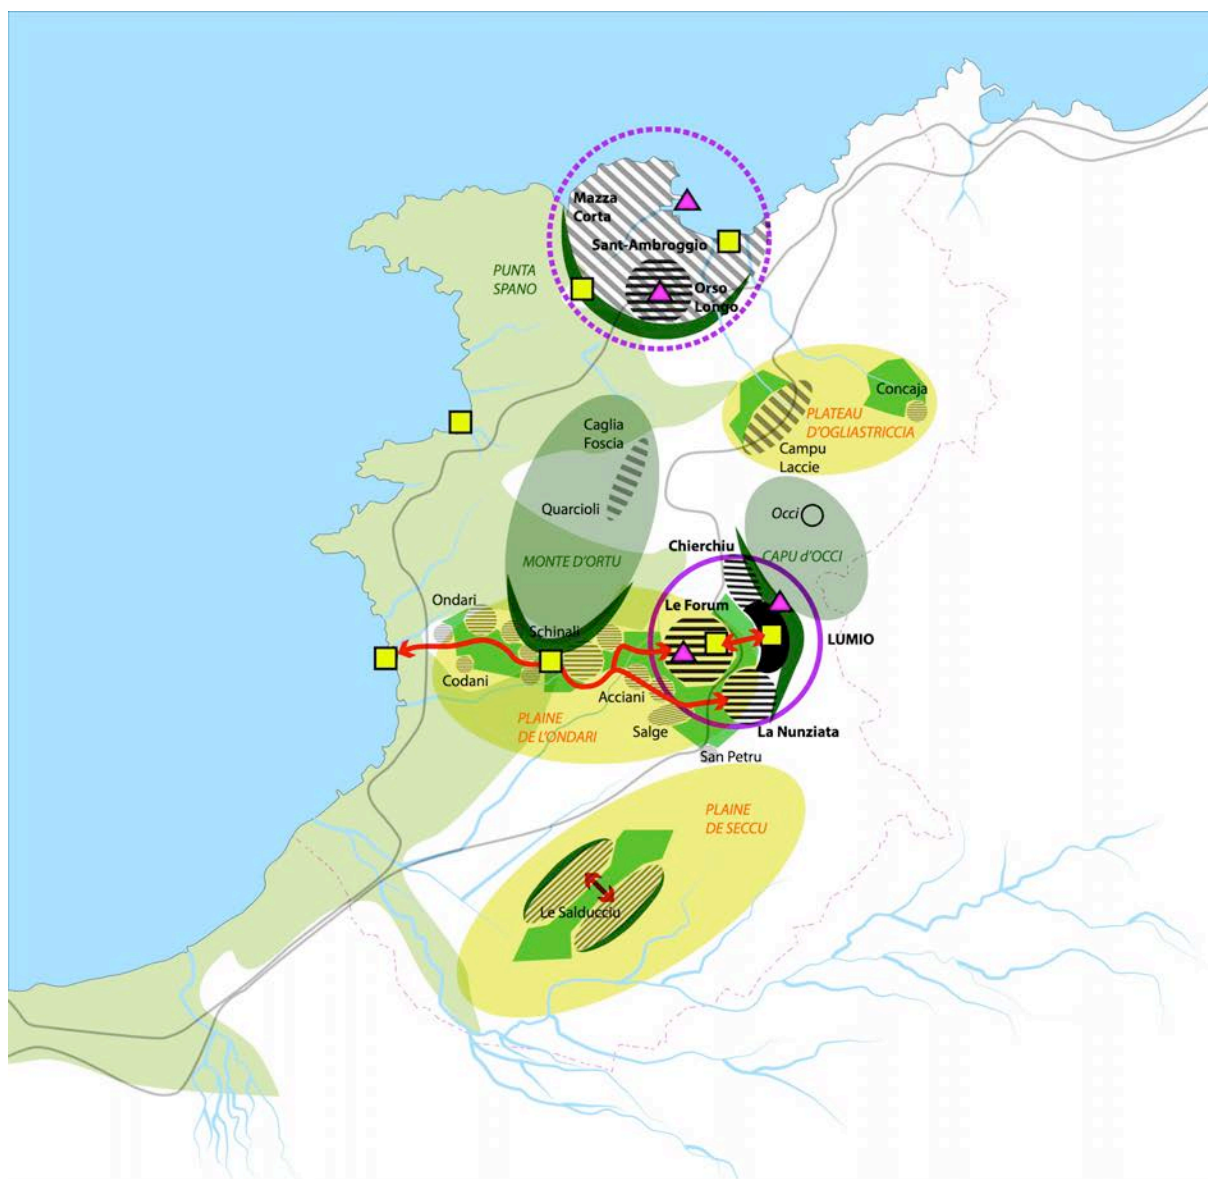 Mazza
Corta
Sant-Ambroggio
PUNTA
SPANO
Orso
Longo
Concaja
PLATEAU
D'OGLIASTRICCIA
Caglia
Foscia
Campu
Laccie
Quarcioli
Occi
Chierchiu
CAPU d'OCCI
MONTE D'ORTU
Ondari
Le Forum
Schinali
LUMIO
Codani
Acciani
PLAINE
DE L'ONDARI
Salge
La Nunziata
San Petru
PLAINE
DE SECCU
Le Salducciu